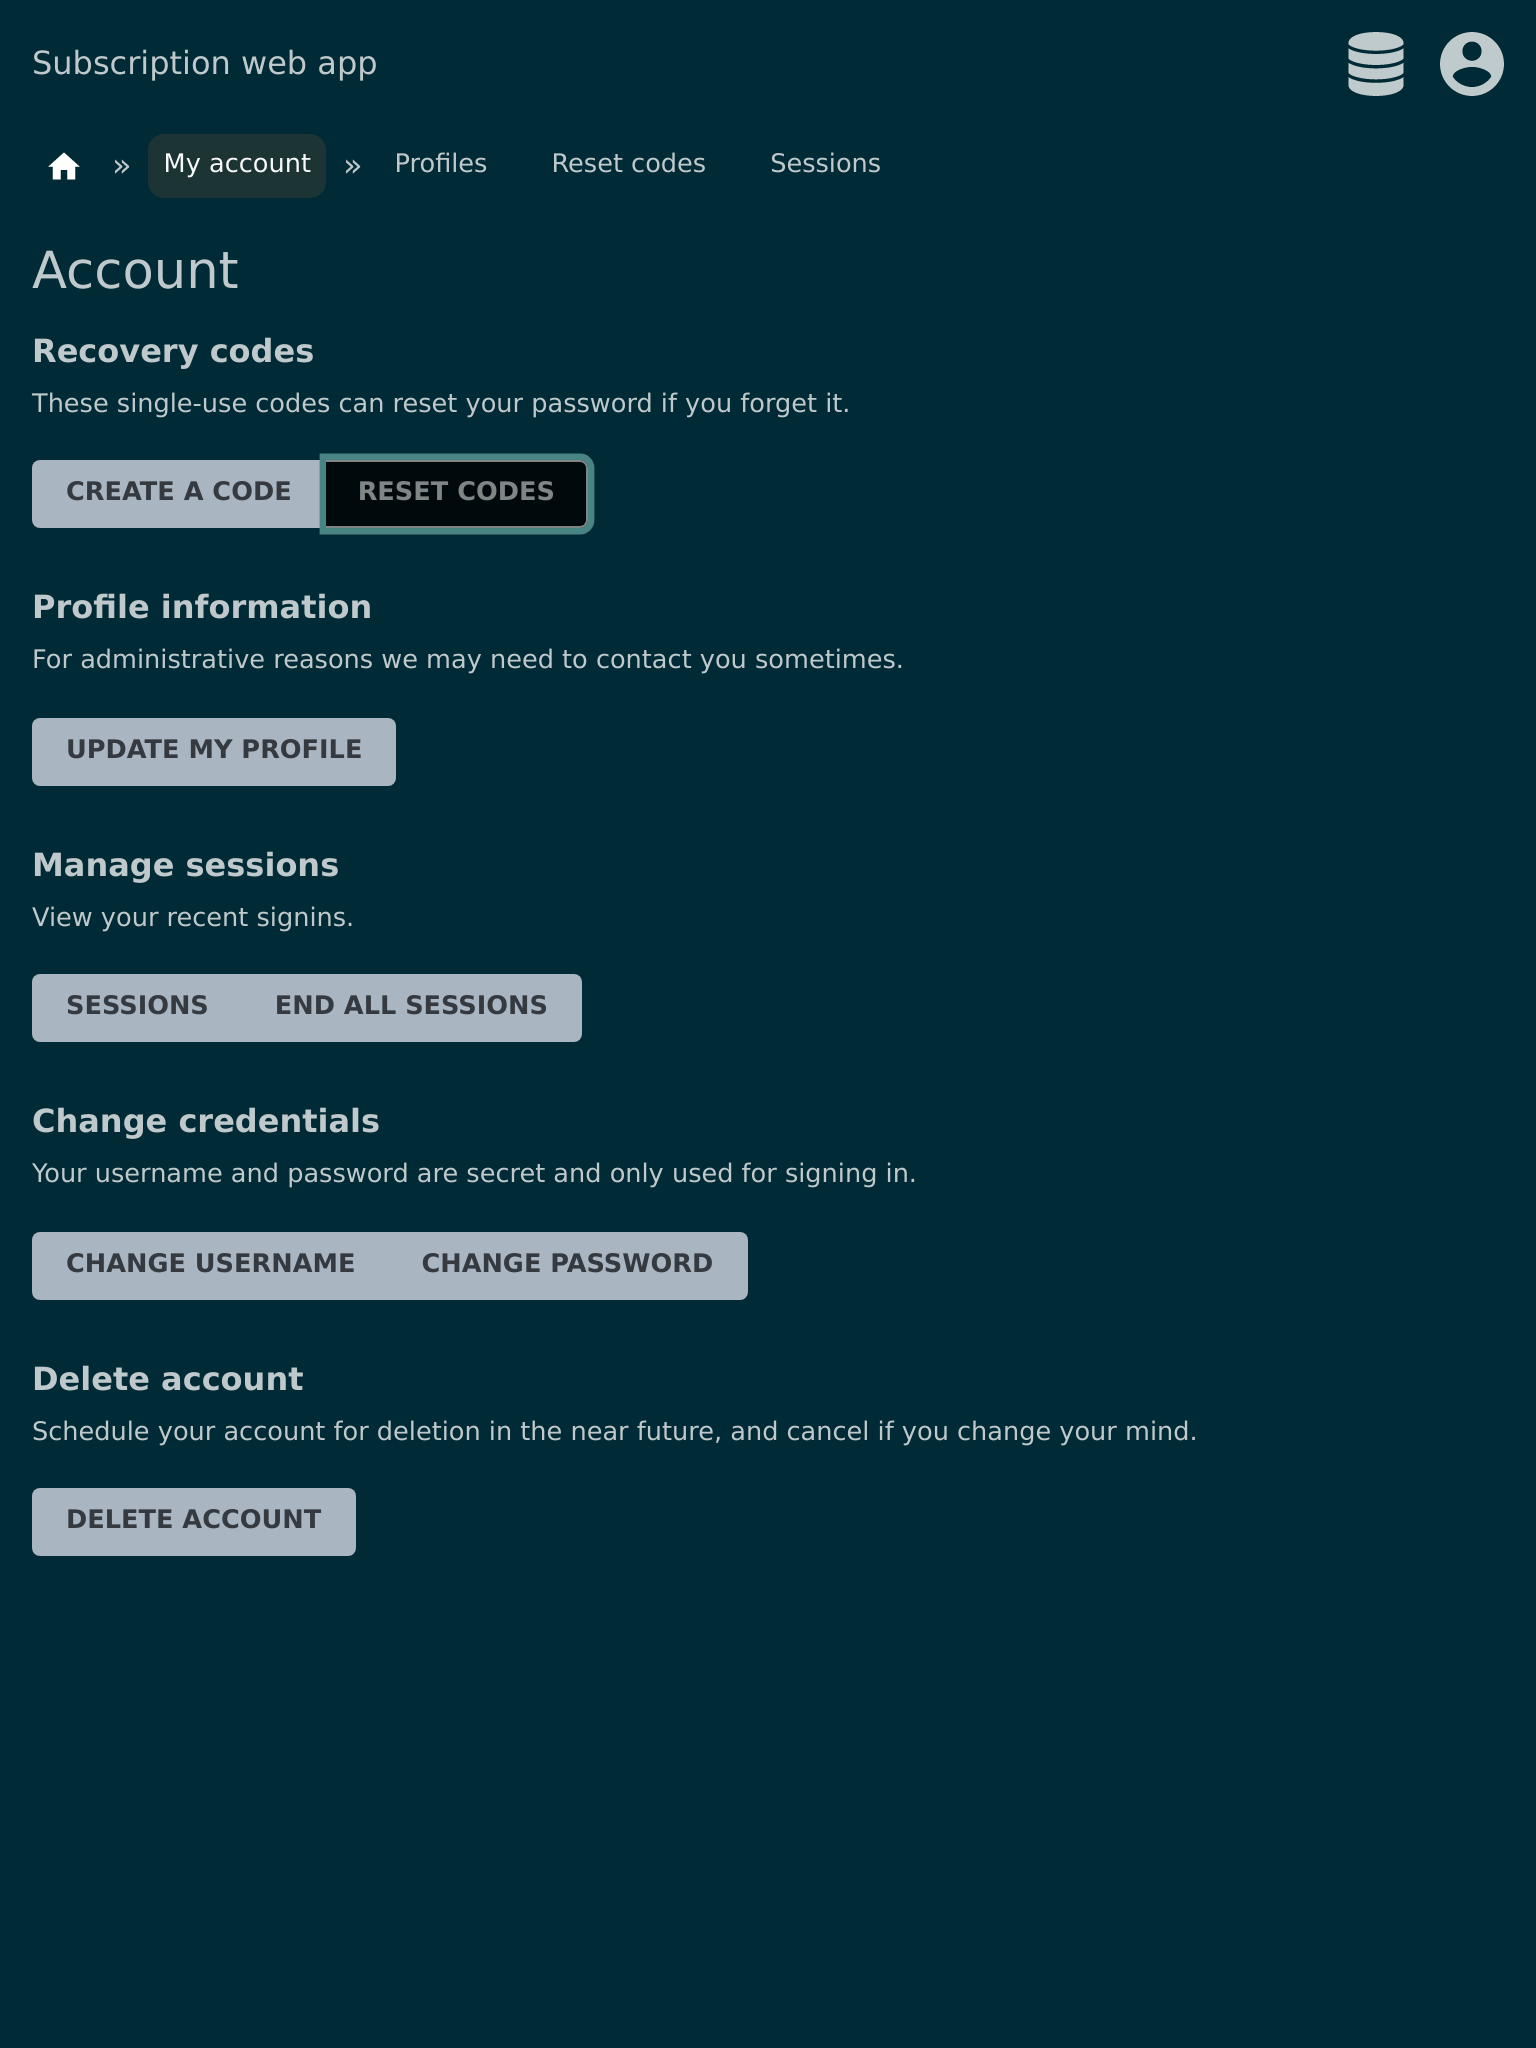 Subscription web app
» My account » Profiles Reset codes Sessions
Account
Recovery codes
These single-use codes can reset your password if you forget it.
CREATE A CODE RESET CODES
Profile information
For administrative reasons we may need to contact you sometimes.
UPDATE MY PROFILE
Manage sessions
View your recent signins.
SESSIONS END ALL SESSIONS
Change credentials
Your username and password are secret and only used for signing in.
CHANGE USERNAME CHANGE PASSWORD
Delete account
Schedule your account for deletion in the near future, and cancel if you change your mind.
DELETE ACCOUNT